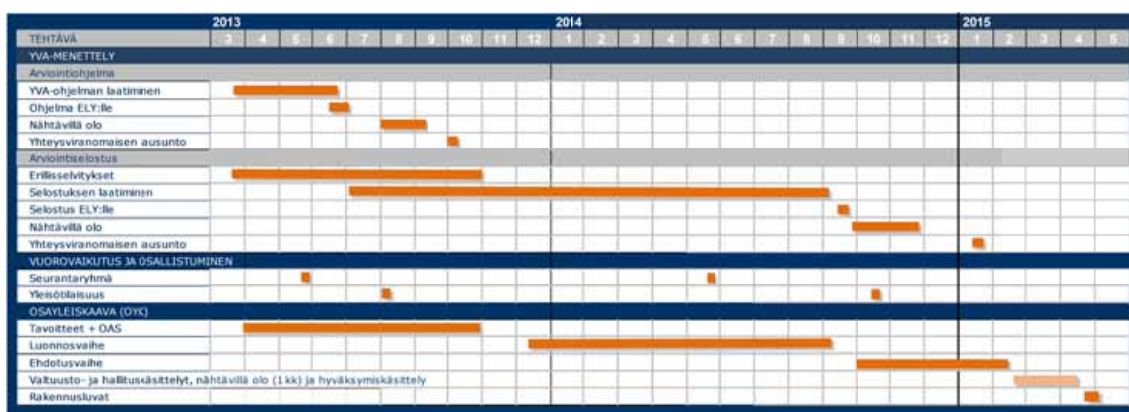 2013 2014 2015
TEHTÄVÄ 3 4 5 6 7 8 9 10 11 12 1 2 3 4 5 6 7 8 9 10 11 12 1 2 3 4 5
YVA-MENETTELY
Arviointiohjelma
YVA-ohjelman laatiminen
Ohjelma ELY:lle
Nähtävillä olo
Yhteysviranomaisen ausunto
Arviointiselostus
Erillisselvitykset
Selostuksen laatiminen
Selostus ELY:lle
Nähtävillä olo
Yhteysviranomaisen ausunto
VUOROVAIKUTUS JA OSALLISTUMINEN
Seurantaryhmä
Yleisötilaisuus
OSAYLEISKAAVA (OYK)
Tavoitteet + OAS
Luonnosvaihe
Ehdotusvaihe
Valtuusto- ja hallituskäsittelyt, nähtävillä olo (1 kk) ja hyväksymiskäsittely
Rakennusluvat